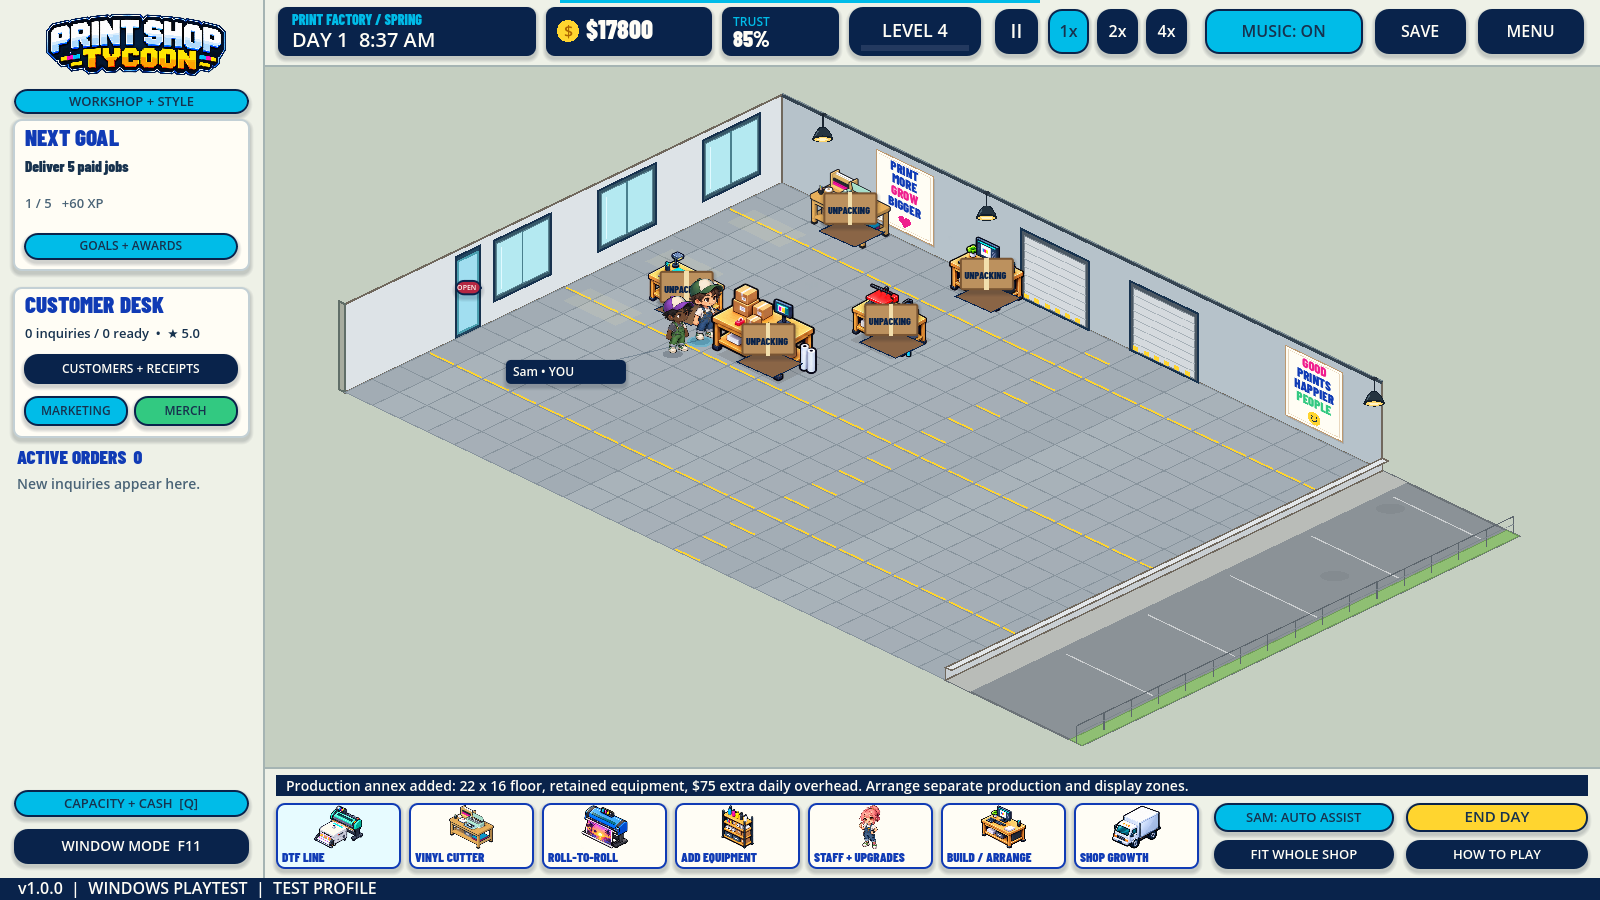 PRINT SHOP
TYCOON
WORKSHOP + STYLE
NEXT GOAL
Deliver 5 paid jobs
1 / 5 +60 XP
GOALS + AWARDS
CUSTOMER DESK
0 inquiries / 0 ready • ★ 5.0
CUSTOMERS + RECEIPTS
MARKETING
MERCH
ACTIVE ORDERS 0
New inquiries appear here.
CAPACITY + CASH [Q]
WINDOW MODE F11
PRINT FACTORY / SPRING
DAY 1 8:37 AM
$ $17800
TRUST
85%
LEVEL 4
II
1x
2x
4x
MUSIC: ON
SAVE
MENU
PRINT
MORE
GROW
BIGGER
UNPACKING
UNPACKING
UNPACKING
UNPACKING
OPEN
Sam • YOU
GOOD
PRINTS
HAPPIER
PEOPLE
Production annex added: 22 x 16 floor, retained equipment, $75 extra daily overhead. Arrange separate production and display zones.
DTF LINE
VINYL CUTTER
ROLL-TO-ROLL
ADD EQUIPMENT
STAFF + UPGRADES
BUILD / ARRANGE
SHOP GROWTH
SAM: AUTO ASSIST
END DAY
FIT WHOLE SHOP
HOW TO PLAY
v1.0.0 | WINDOWS PLAYTEST | TEST PROFILE